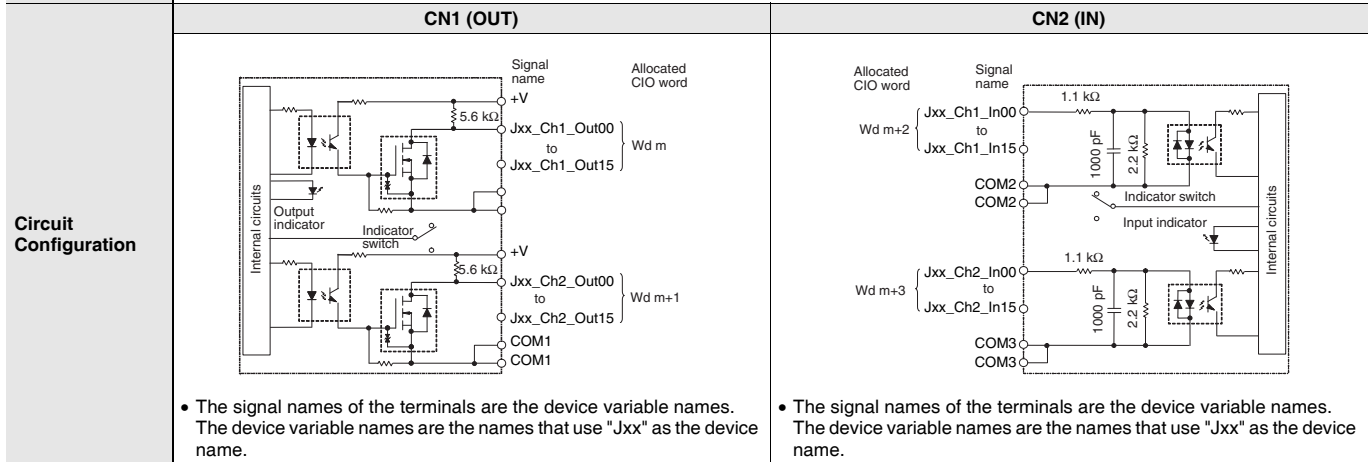 CN1 (OUT)
CN2 (IN)
Circuit
Configuration
Signal
name
Allocated
CIO word
+V
5.6 kΩ
Jxx_Ch1_Out00
to
Jxx_Ch1_Out15
Wd m
Internal circuits
Output
indicator
Indicator
switch
+V
5.6 kΩ
Jxx_Ch2_Out00
to
Jxx_Ch2_Out15
Wd m+1
COM1
COM1
• The signal names of the terminals are the device variable names.
The device variable names are the names that use "Jxx" as the device
name.
Allocated
CIO word
Signal
name
1.1 kΩ
Jxx_Ch1_In00
to
Jxx_Ch1_In15
Wd m+2
1000 pF
2.2 kΩ
COM2
COM2
Indicator switch
Input indicator
Internal circuits
1.1 kΩ
Jxx_Ch2_In00
to
Jxx_Ch2_In15
Wd m+3
1000 pF
2.2 kΩ
COM3
COM3
• The signal names of the terminals are the device variable names.
The device variable names are the names that use "Jxx" as the device
name.